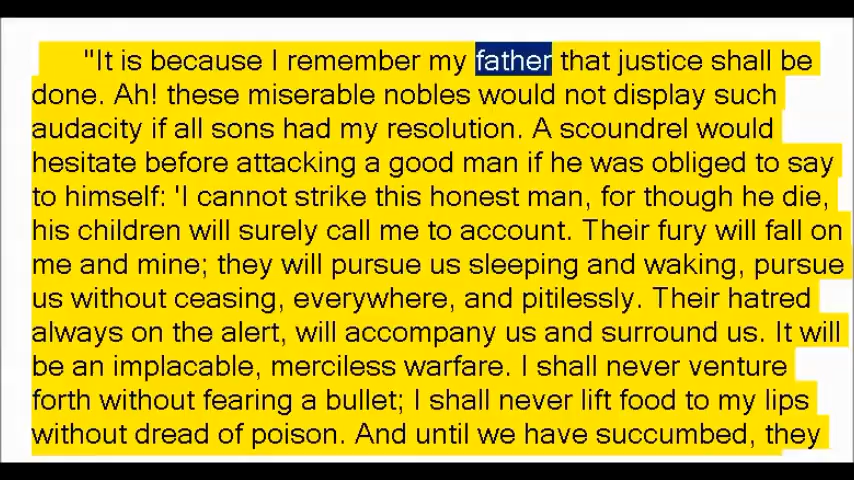 "It is because I remember my father that justice shall be
done. Ah! these miserable nobles would not display such
audacity if all sons had my resolution. A scoundrel would
hesitate before attacking a good man if he was obliged to say
to himself: 'I cannot strike this honest man, for though he die,
his children will surely call me to account. Their fury will fall on
me and mine; they will pursue us sleeping and waking, pursue
us without ceasing, everywhere, and pitilessly. Their hatred
always on the alert, will accompany us and surround us. It will
be an implacable, merciless warfare. I shall never venture
forth without fearing a bullet; I shall never lift food to my lips
without dread of poison. And until we have succumbed, they